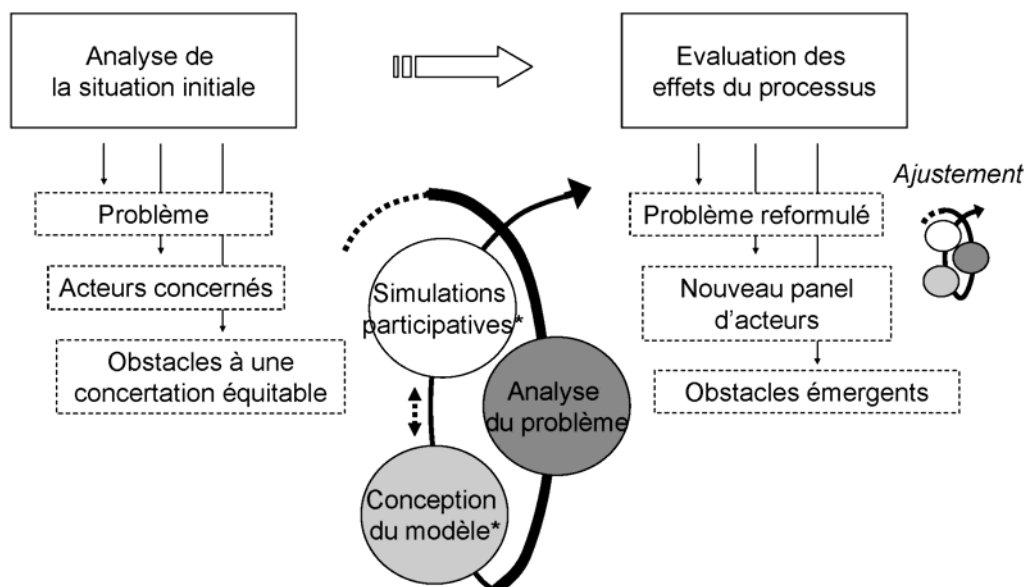 Analyse de
la situation initiale
Evaluation des
effets du processus
Ajustement
Problème
Acteurs concernés
Obstacles à une
concertation équitable
Simulations
participatives*
Analyse
du problème
Conception
du modèle*
Problème reformulé
Nouveau panel
d'acteurs
Obstacles émergents